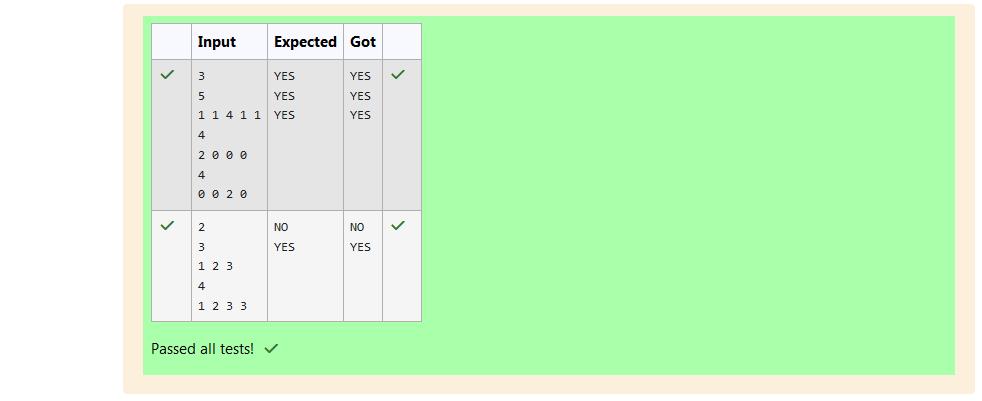 Input Expected Got
3 YES YES
5 YES YES
1 1 4 1 1 YES YES
4
2 0 0 0
4
0 0 2 0
2 NO NO
3 YES YES
1 2 3
4
1 2 3 3
Passed all tests!